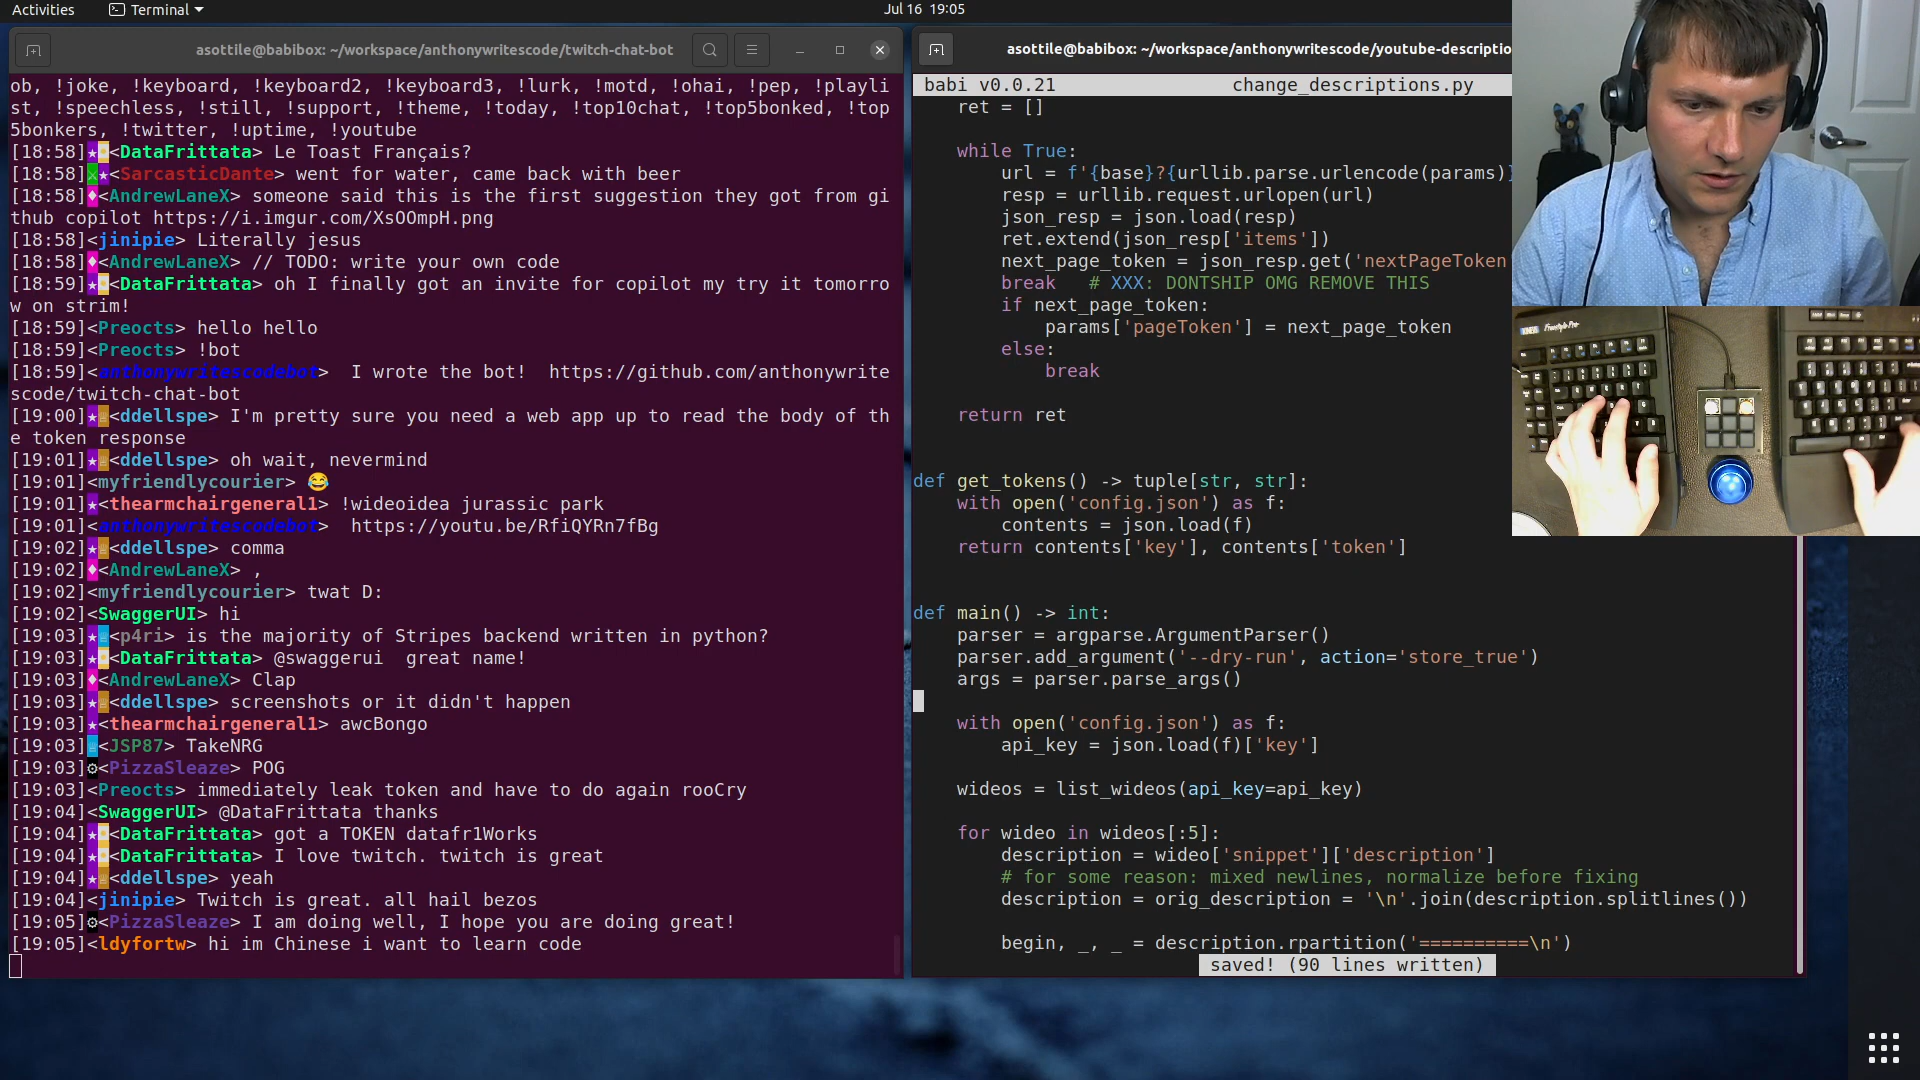 Activities
Terminal
Jul 16 19:05
asottile@babibox: ~/workspace/anthonywritescode/twitch-chat-bot
ob, !joke, !keyboard, !keyboard2, !keyboard3, !lurk, !motd, !ohai, !pep, !playli
st, !speechless, !still, !support, !theme, !today, !top10chat, !top5bonked, !top
5bonkers, !twitter, !uptime, !youtube
[18:58]<DataFrittata> Le Toast Français?
[18:58]<SarcasticDante> went for water, came back with beer
[18:58]<AndrewLaneX> someone said this is the first suggestion they got from gi
thub copilot https://i.imgur.com/XsOOmpH.png
[18:58]<jinipie> Literally jesus
[18:58]<AndrewLaneX> // TODO: write your own code
[18:59]<DataFrittata> oh I finally got an invite for copilot my try it tomorro
w on strim!
[18:59]<Preocts> hello hello
[18:59]<Preocts> !bot
[18:59]<anthonywritescodebot> I wrote the bot! https://github.com/anthonywrite
scode/twitch-chat-bot
[19:00]<ddellspe> I'm pretty sure you need a web app up to read the body of th
e token response
[19:01]<ddellspe> oh wait, nevermind
[19:01]<myfriendlycourier> 😂
[19:01]<thearmchairgeneral1> !wideoidea jurassic park
[19:01]<anthonywritescodebot> https://youtu.be/RfiQYRn7fBg
[19:02]<ddellspe> comma
[19:02]<AndrewLaneX> ,
[19:02]<myfriendlycourier> twat D:
[19:02]<SwaggerUI> hi
[19:03]<p4ri> is the majority of Stripes backend written in python?
[19:03]<DataFrittata> @swaggerui great name!
[19:03]<AndrewLaneX> Clap
[19:03]<ddellspe> screenshots or it didn't happen
[19:03]<thearmchairgeneral1> awcBongo
[19:03]<JSP87> TakeNRG
[19:03]<PizzaSleaze> POG
[19:03]<Preocts> immediately leak token and have to do again rooCry
[19:04]<SwaggerUI> @DataFrittata thanks
[19:04]<DataFrittata> got a TOKEN datafr1Works
[19:04]<DataFrittata> I love twitch. twitch is great
[19:04]<ddellspe> yeah
[19:04]<jinipie> Twitch is great. all hail bezos
[19:05]<PizzaSleaze> I am doing well, I hope you are doing great!
[19:05]<ldyfortw> hi im Chinese i want to learn code
asottile@babibox: ~/workspace/anthonywritescode/youtube-descriptio
babi v0.0.21 change_descriptions.py
ret = []
while True:
url = f'{base}?{urllib.parse.urlencode(params)}
resp = urllib.request.urlopen(url)
json_resp = json.load(resp)
ret.extend(json_resp['items'])
next_page_token = json_resp.get('nextPageToken'
break # XXX: DONTSHIP OMG REMOVE THIS
if next_page_token:
params['pageToken'] = next_page_token
else:
break
return ret
def get_tokens() -> tuple[str, str]:
with open('config.json') as f:
contents = json.load(f)
return contents['key'], contents['token']
def main() -> int:
parser = argparse.ArgumentParser()
parser.add_argument('--dry-run', action='store_true')
args = parser.parse_args()
with open('config.json') as f:
api_key = json.load(f)['key']
wideos = list_wideos(api_key=api_key)
for wideo in wideos[:5]:
description = wideo['snippet']['description']
# for some reason: mixed newlines, normalize before fixing
description = orig_description = '\n'.join(description.splitlines())
begin, _, _ = description.rpartition('==========\n')
saved! (90 lines written)